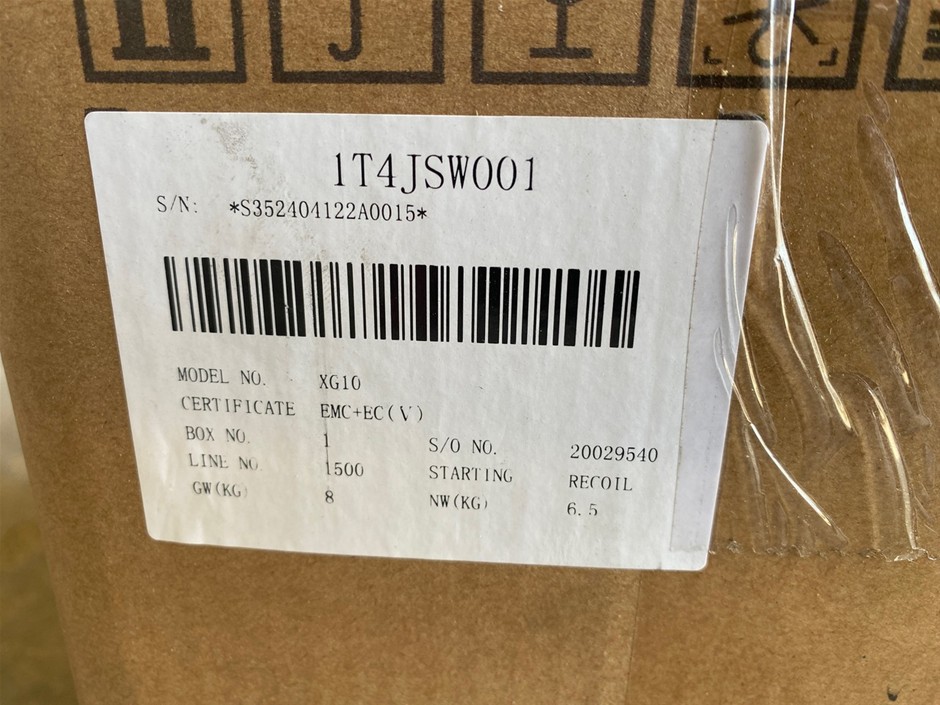 1T4JSW001
S/N: *S352404122A0015*
MODEL NO. XG10
CERTIFICATE EMC+EC(V)
BOX NO. 1 S/O NO. 20029540
LINE NO. 1500 STARTING RECOIL
GW(KG) 8 NW(KG) 6.5